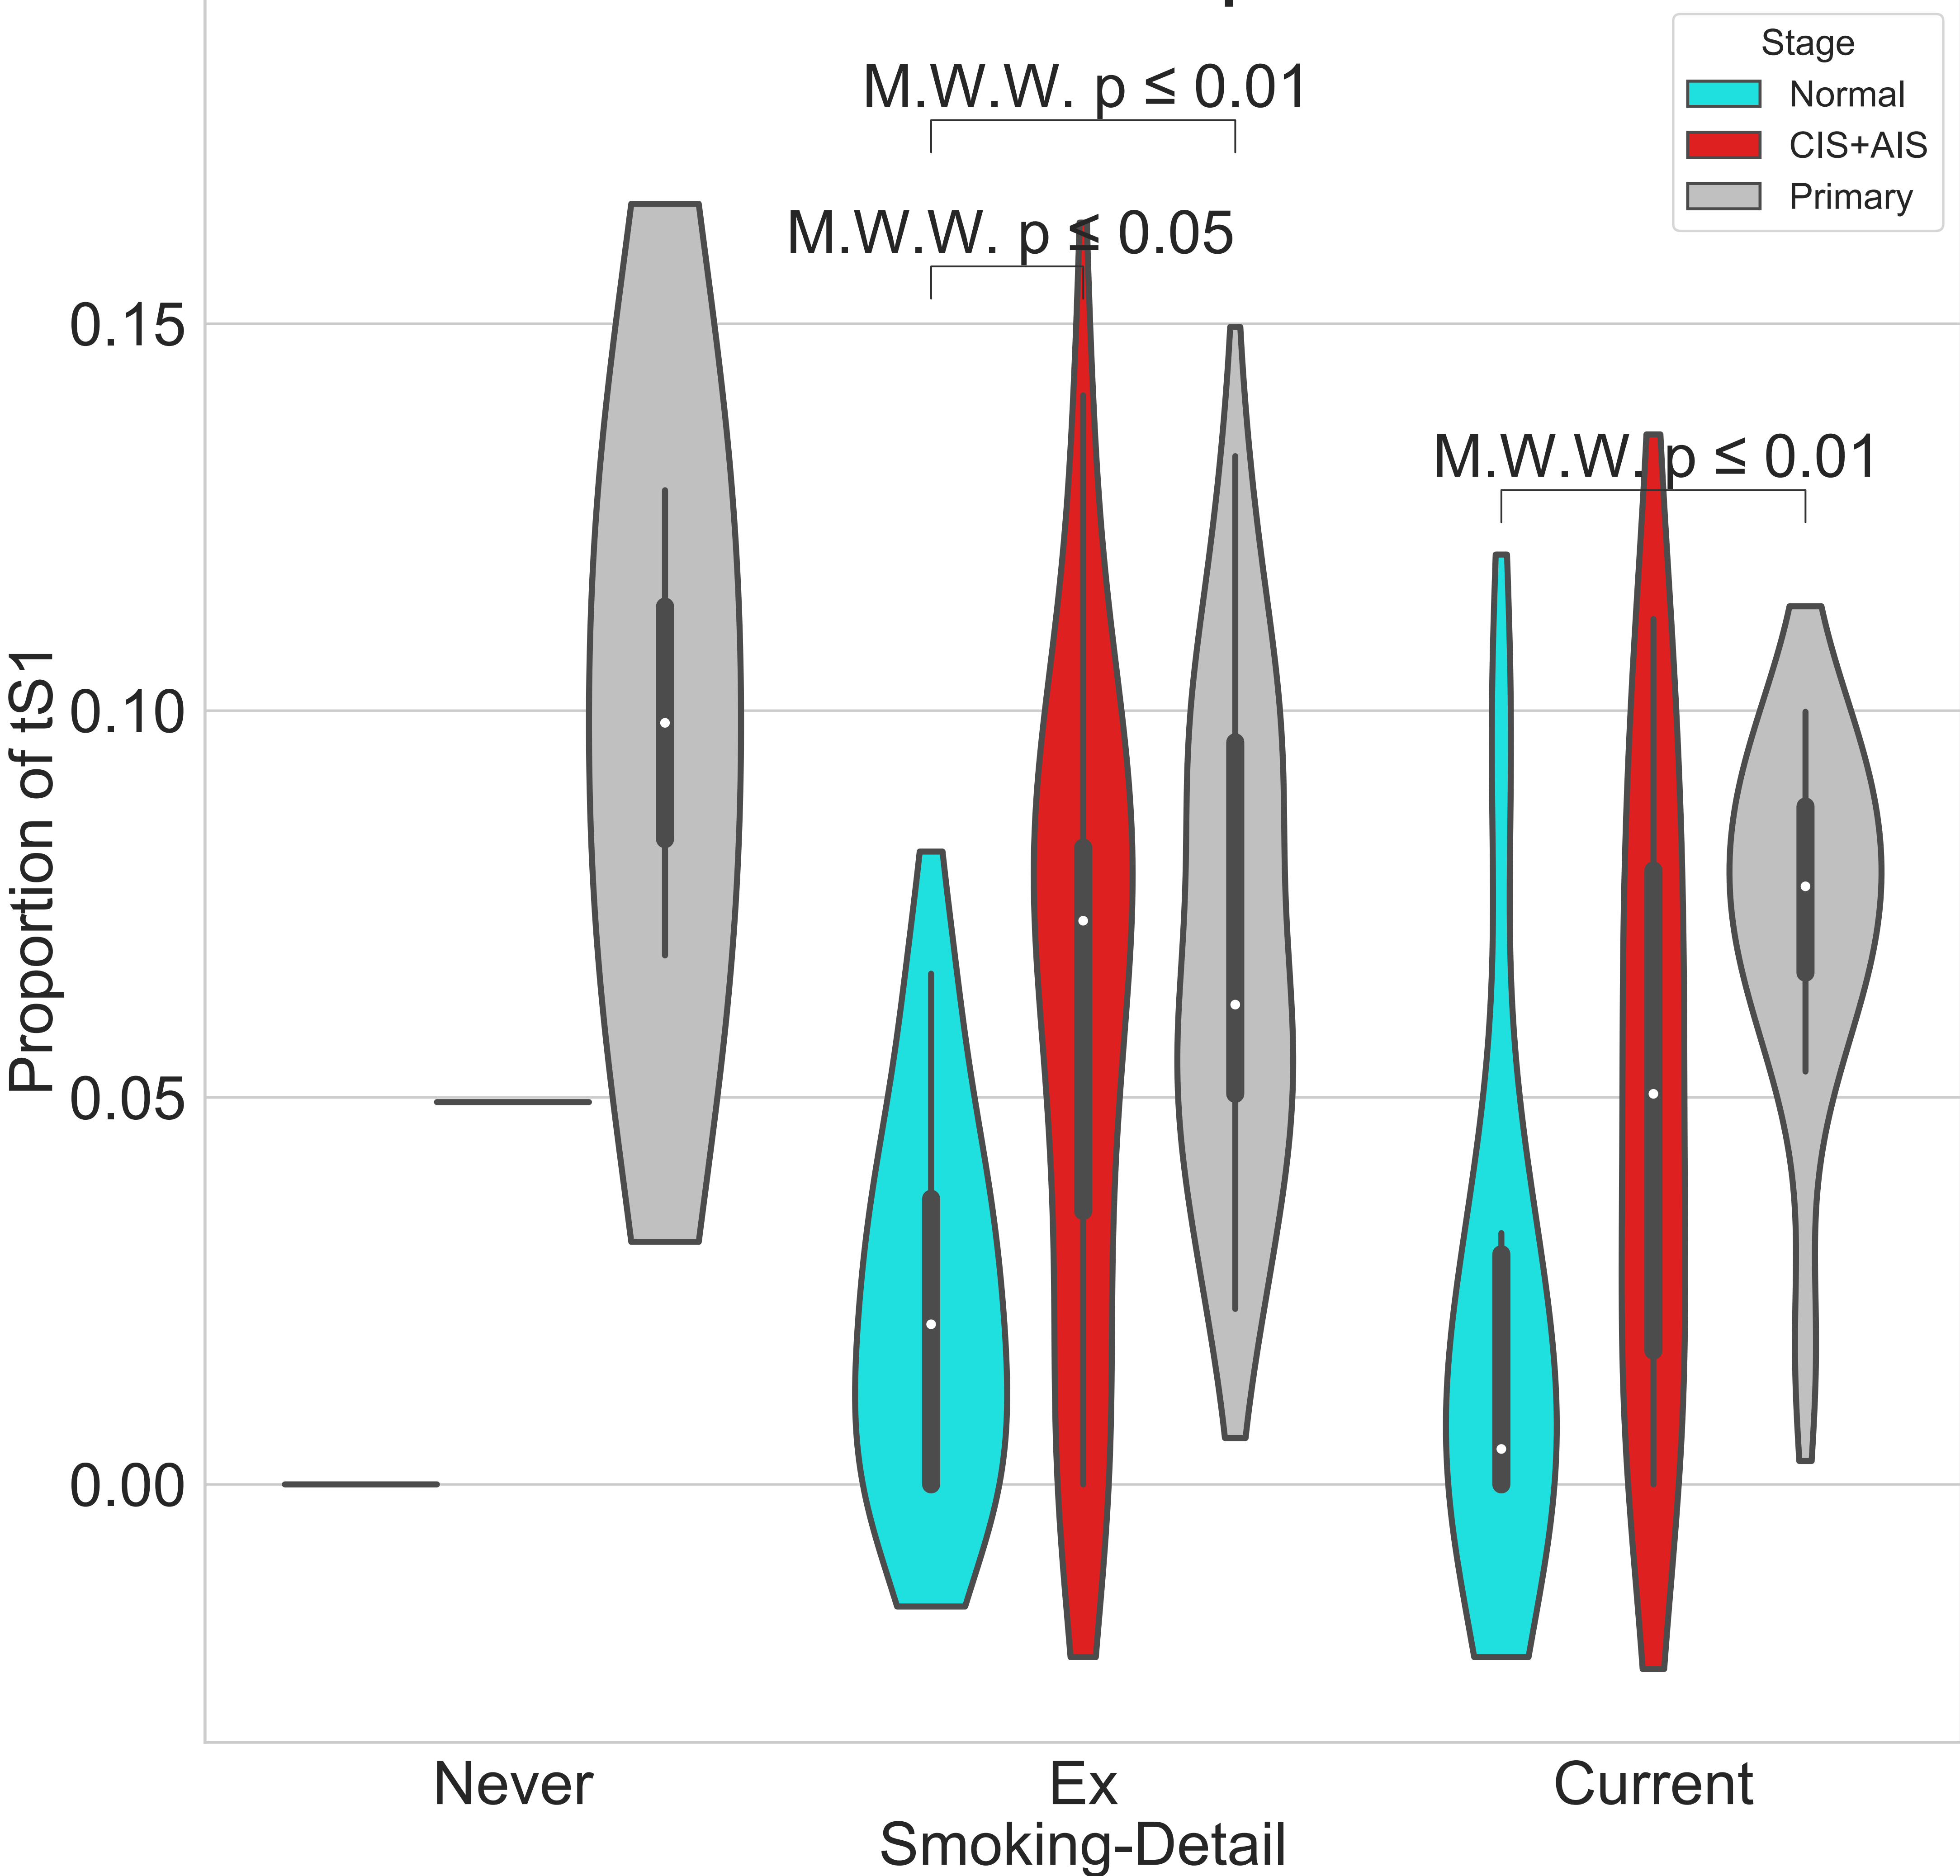 M.W.W. p ≤ 0.01
Stage
Normal
CIS+AIS
Primary
M.W.W. p ≤ 0.05
0.15
M.W.W. p ≤ 0.01
0.10
0.05
0.00
Proportion of tS1
Never
Ex
Current
Smoking-Detail